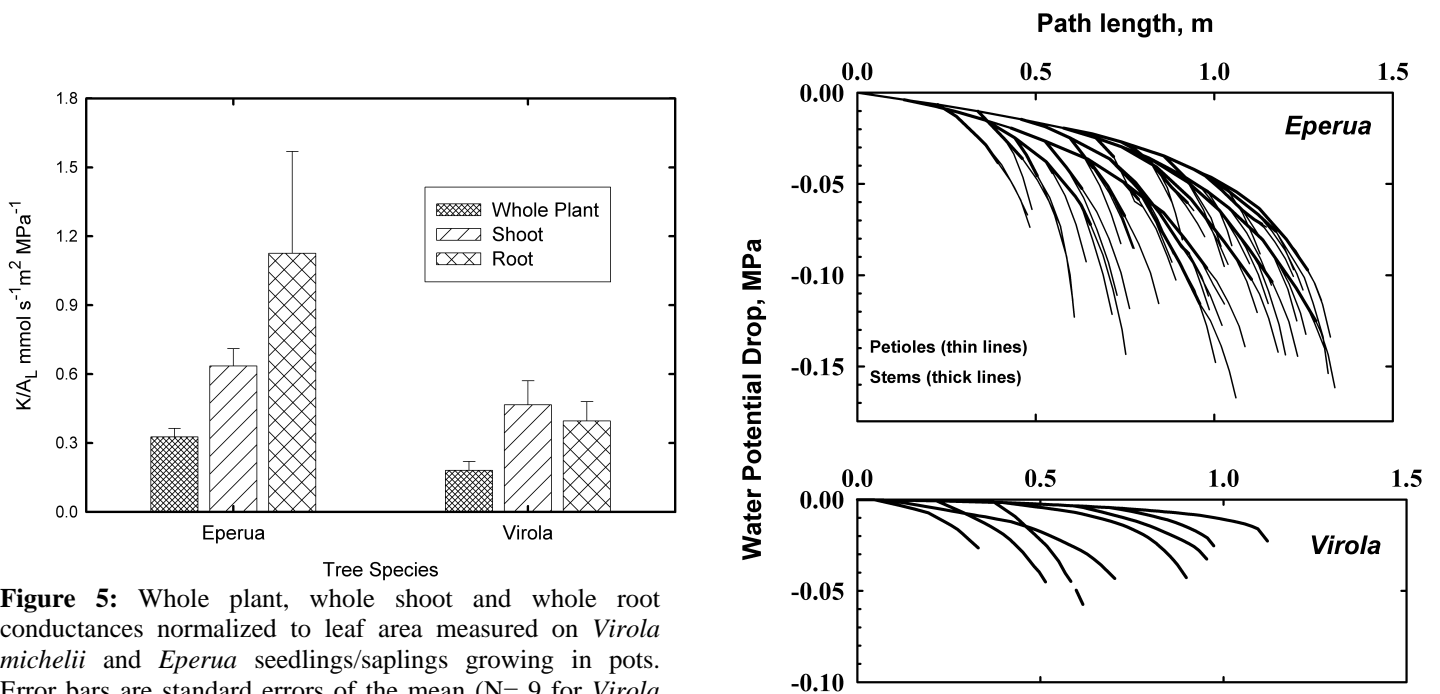 1.8
1.5
1.2
0.9
0.6
0.3
0.0
K/A_L mmol s^-1 m^2 MPa^-1
Whole Plant
Shoot
Root
Eperua Virola
Tree Species
Figure 5: Whole plant, whole shoot and whole root
conductances normalized to leaf area measured on Virola
michelii and Eperua seedlings/saplings growing in pots.
Error bars are standard errors of the mean (N= 9 for Virola
Path length, m
0.0 0.5 1.0 1.5
0.00
-0.05
-0.10
-0.15
Eperua
Petioles (thin lines)
Stems (thick lines)
Water Potential Drop, MPa
0.0 0.5 1.0 1.5
0.00
-0.05
-0.10
Virola